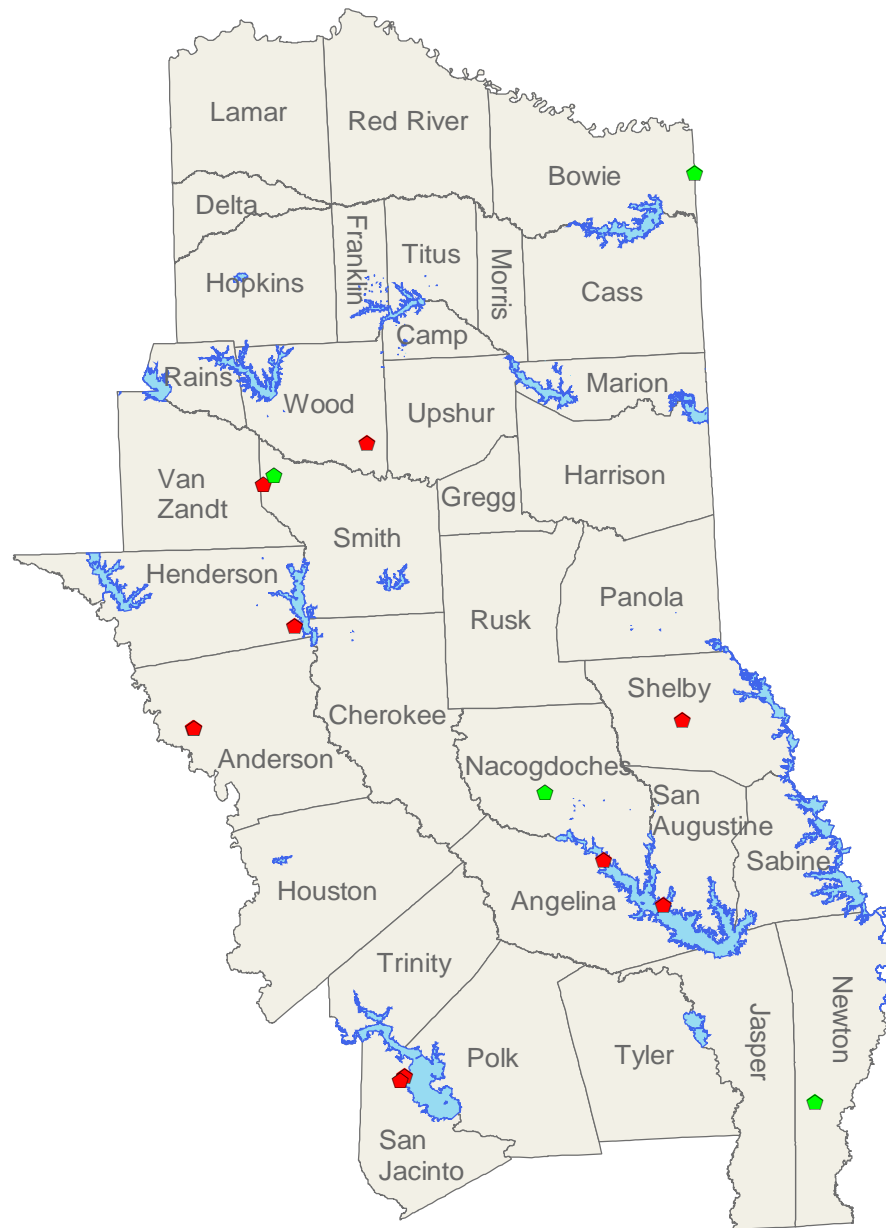 Lamar
Red River
Bowie
Delta
Franklin
Titus
Morris
Hopkins
Cass
Camp
Rains
Marion
Wood
Upshur
Harrison
Van
Zandt
Gregg
Smith
Henderson
Panola
Rusk
Shelby
Cherokee
Anderson
Nacogdoches
San
Augustine
Sabine
Houston
Angelina
Trinity
Newton
Jasper
Polk
Tyler
San
Jacinto